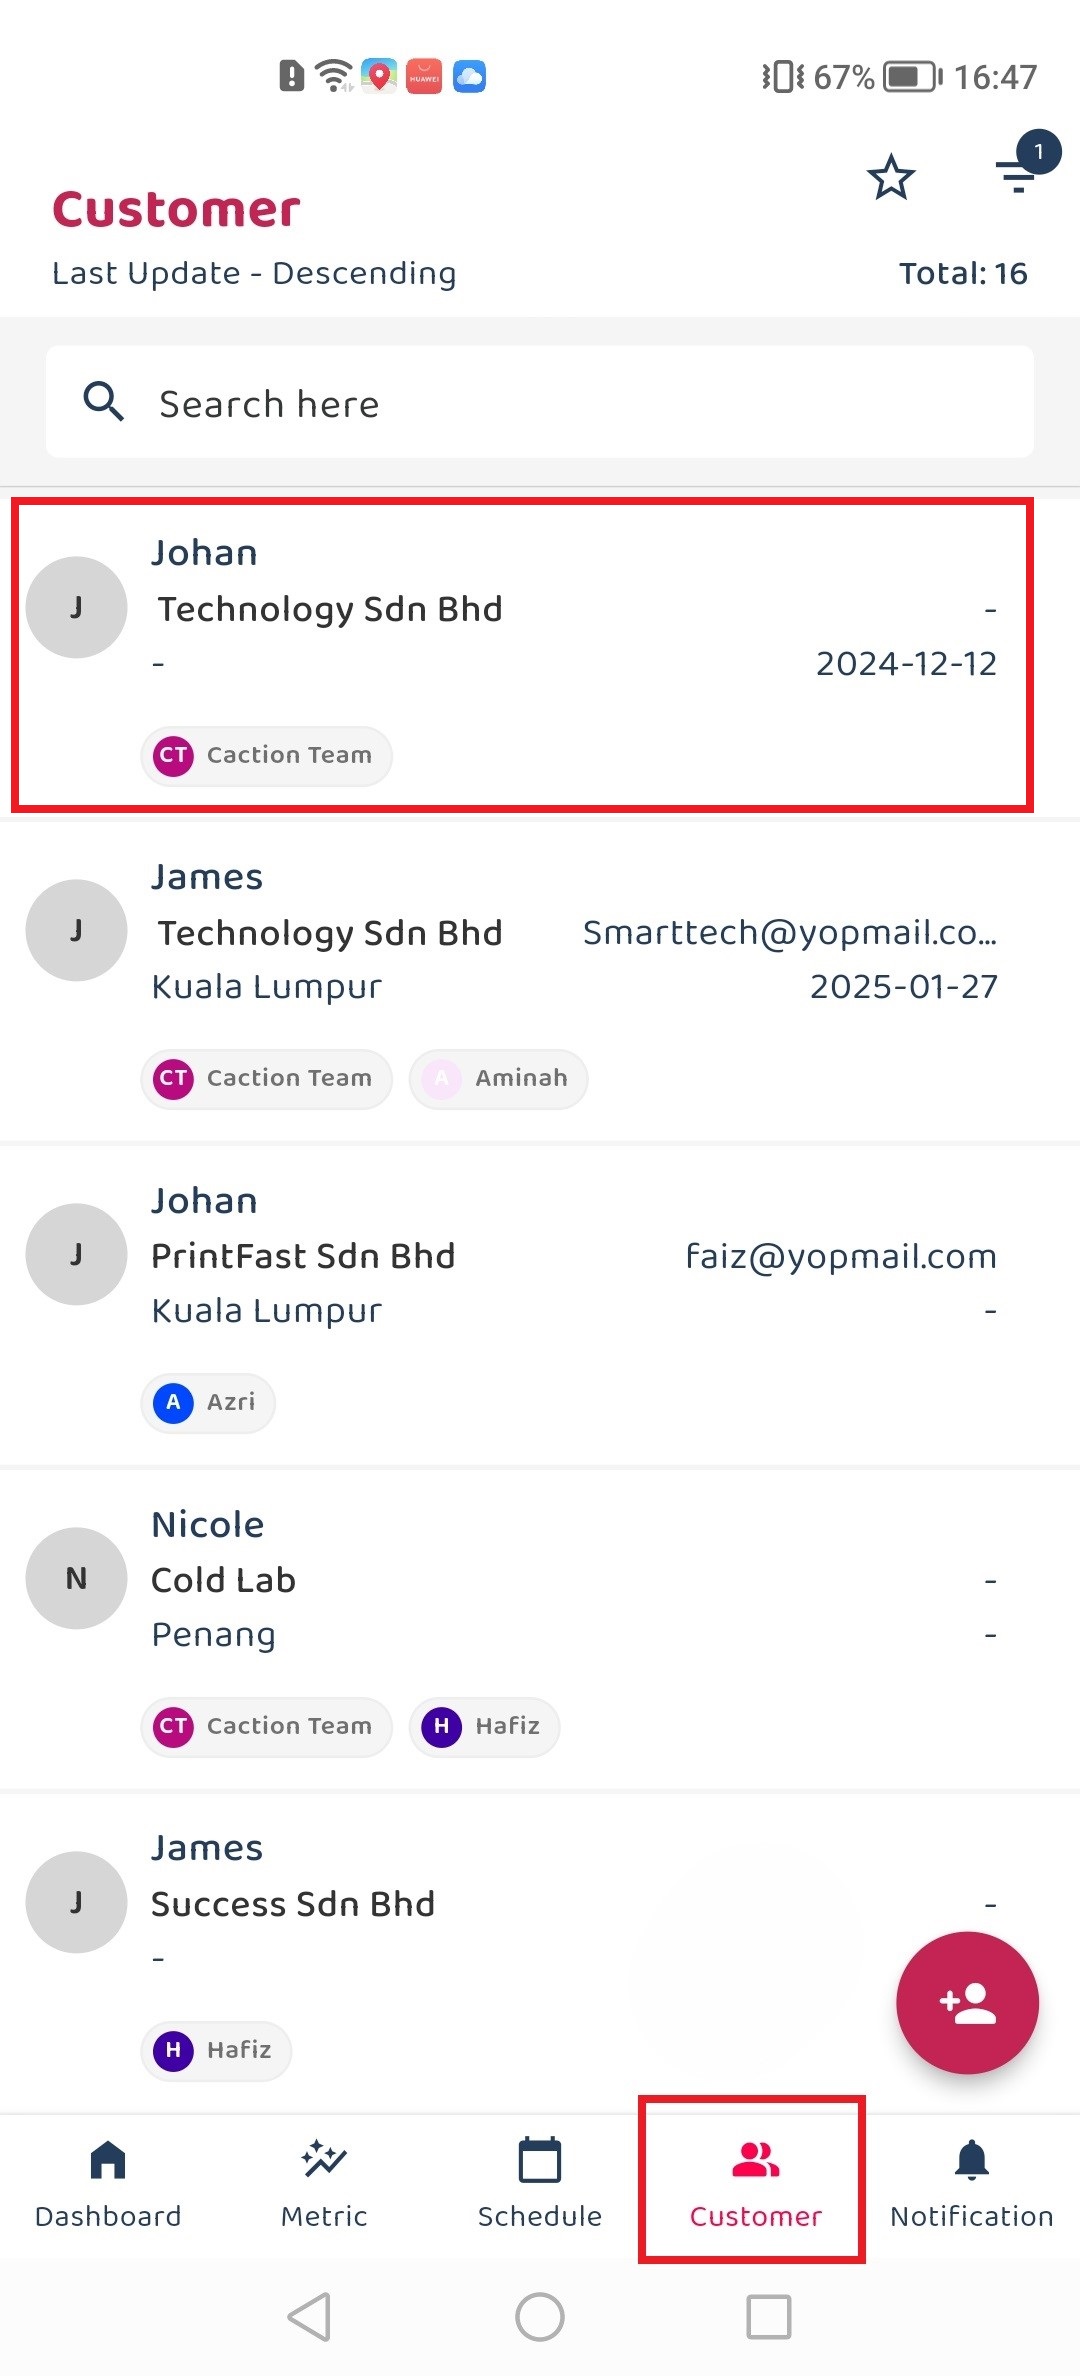 HUAWEI 67% 16:47
1
Customer
Last Update - Descending Total: 16
Search here
Johan
J Technology Sdn Bhd -
- 2024-12-12
CT Caction Team
James
J Technology Sdn Bhd Smarttech@yopmail.co...
Kuala Lumpur 2025-01-27
CT Caction Team A Aminah
Johan
J PrintFast Sdn Bhd faiz@yopmail.com
Kuala Lumpur -
A Azri
Nicole
N Cold Lab -
Penang -
CT Caction Team H Hafiz
James
J Success Sdn Bhd -
-
H Hafiz
Dashboard Metric Schedule Customer Notification